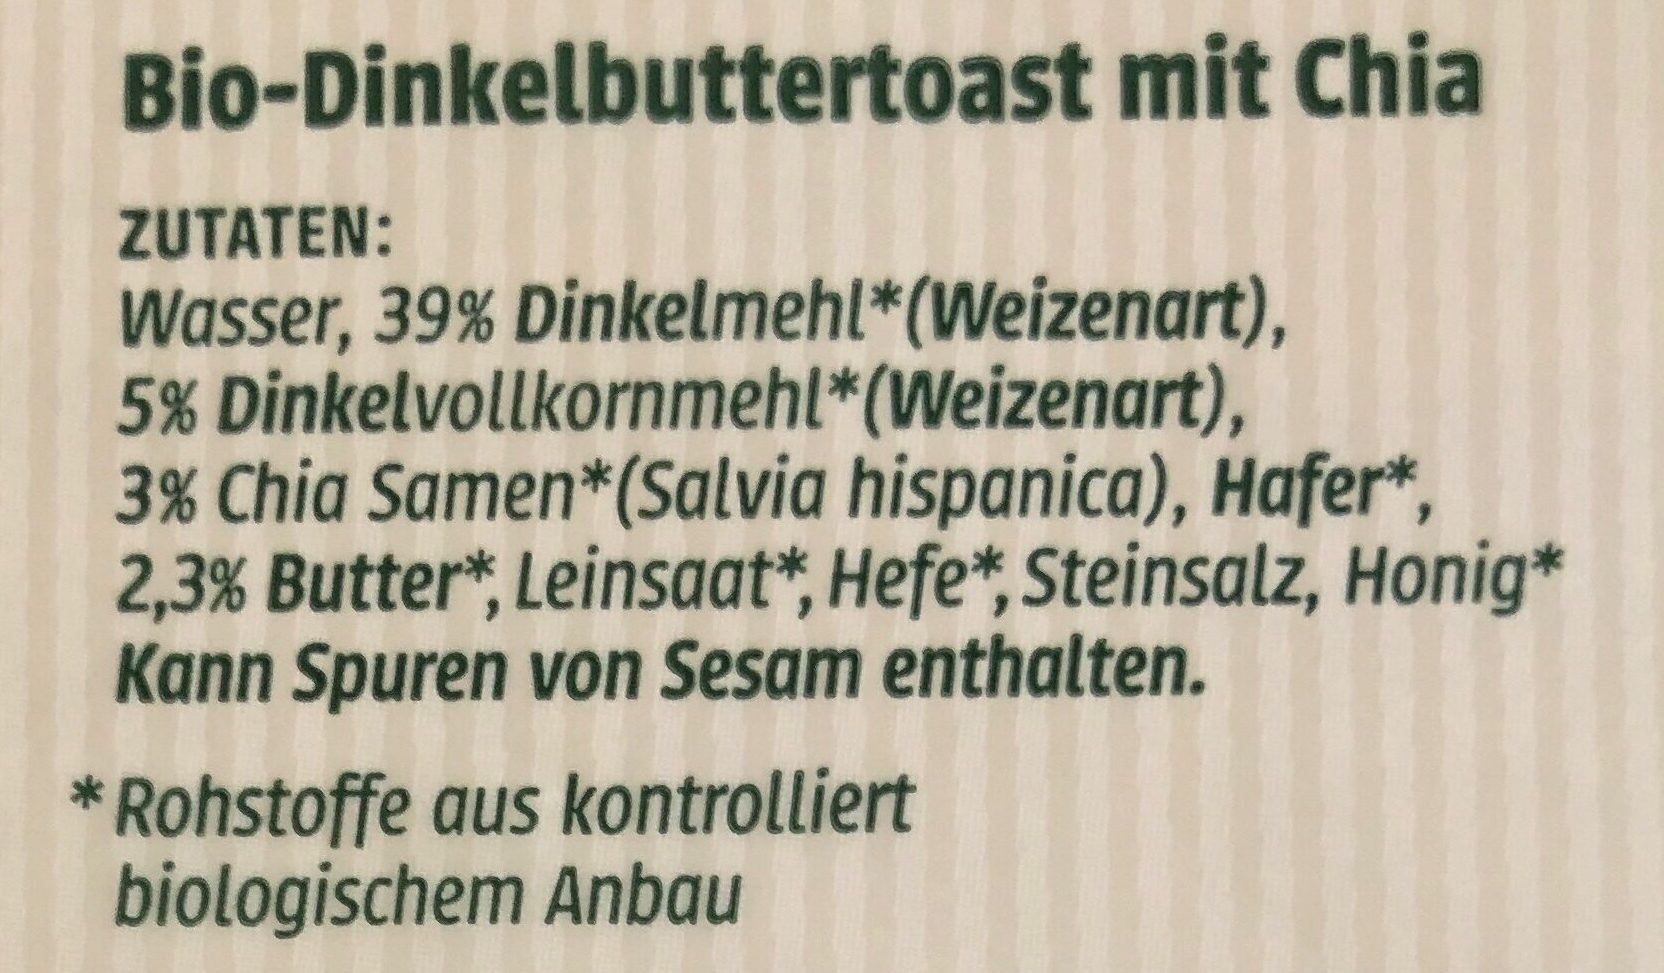 Bio-Dinkelbuttertoast mit Chia
ZUTATEN:
Wasser, 39% Dinkelmehl*(Weizenart),
5% Dinkelvollkornmehl*(Weizenart),
3% Chia Samen*(Salvia hispanica), Hafer*,
2,3% Butter*, Leinsaat*, Hefe*, Steinsalz, Honig*
Kann Spuren von Sesam enthalten.
* Rohstoffe aus kontrolliert
biologischem Anbau